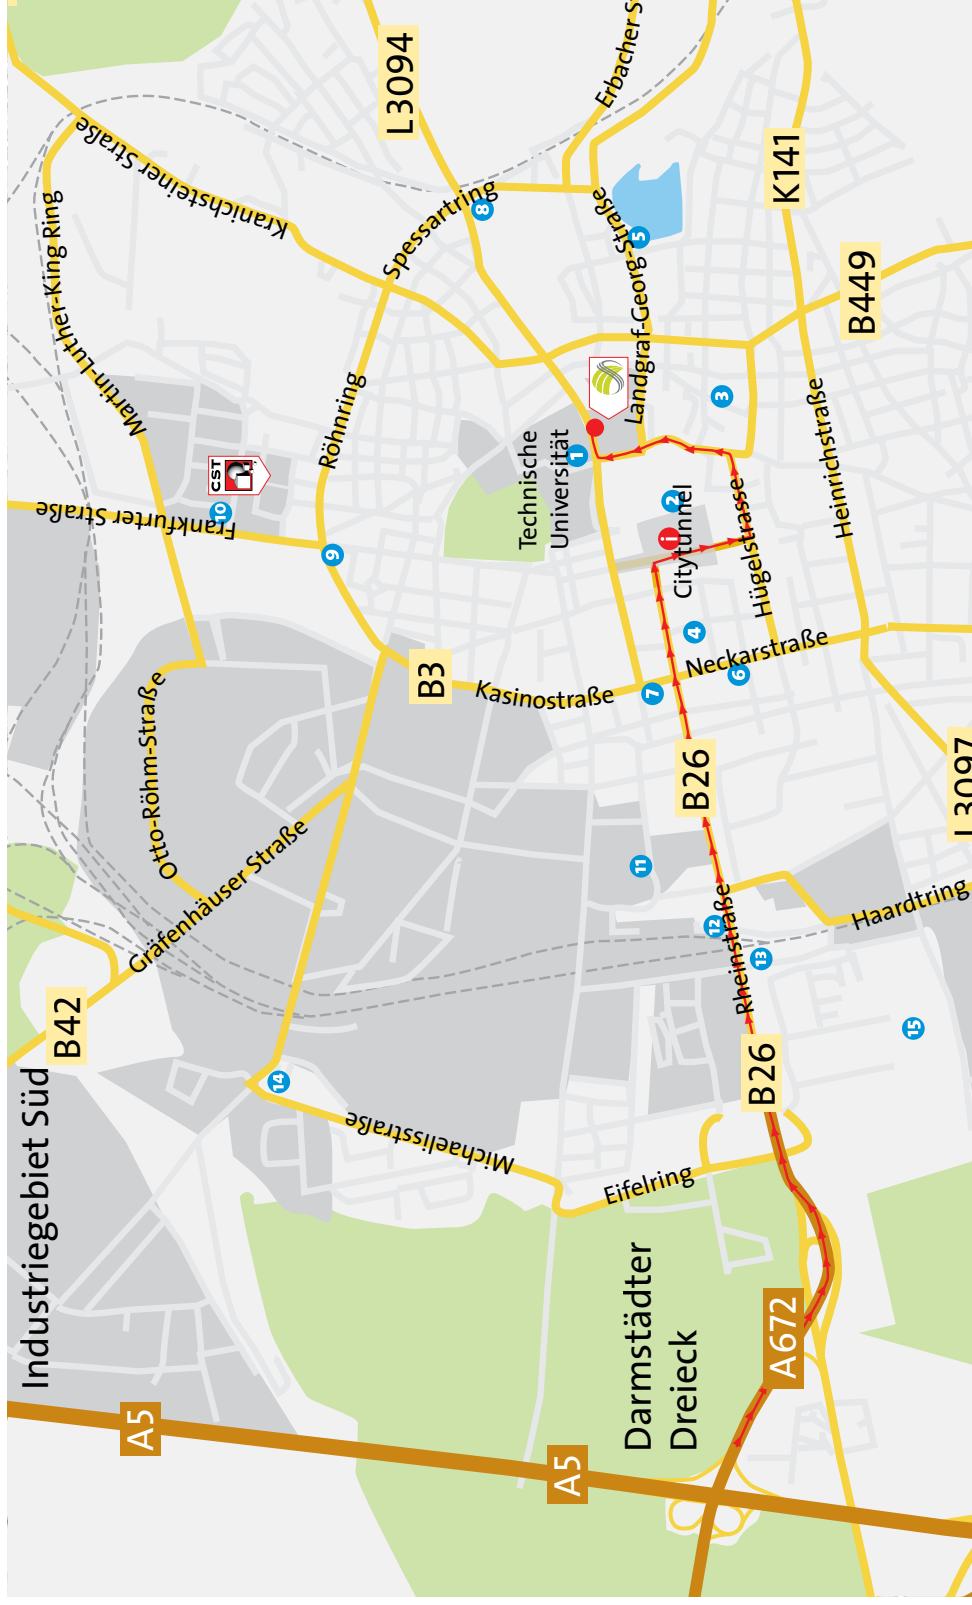 Industriegebiet Süd
A5
A5
B42
Gräfenhäuser Straße
Otto-Röhm-Straße
Martin-Luther-King Ring
Frankfurter Straße
Kranichsteiner Straße
CST
10
Röhnring
9
Spessartring
8
L3094
Erbacher S
Landgraf-Georg-Straße
5
Technische
Universität
1
2
3
i
Citytunnel
4
Hügelstrasse
Heinrichstraße
K141
B449
B3
Kasinostraße
7
Neckarstraße
6
B26
11
12
Rheinstraße
13
Haardtring
L3097
15
B26
14
Michaelisstraße
Eifelring
Darmstädter
Dreieck
A672